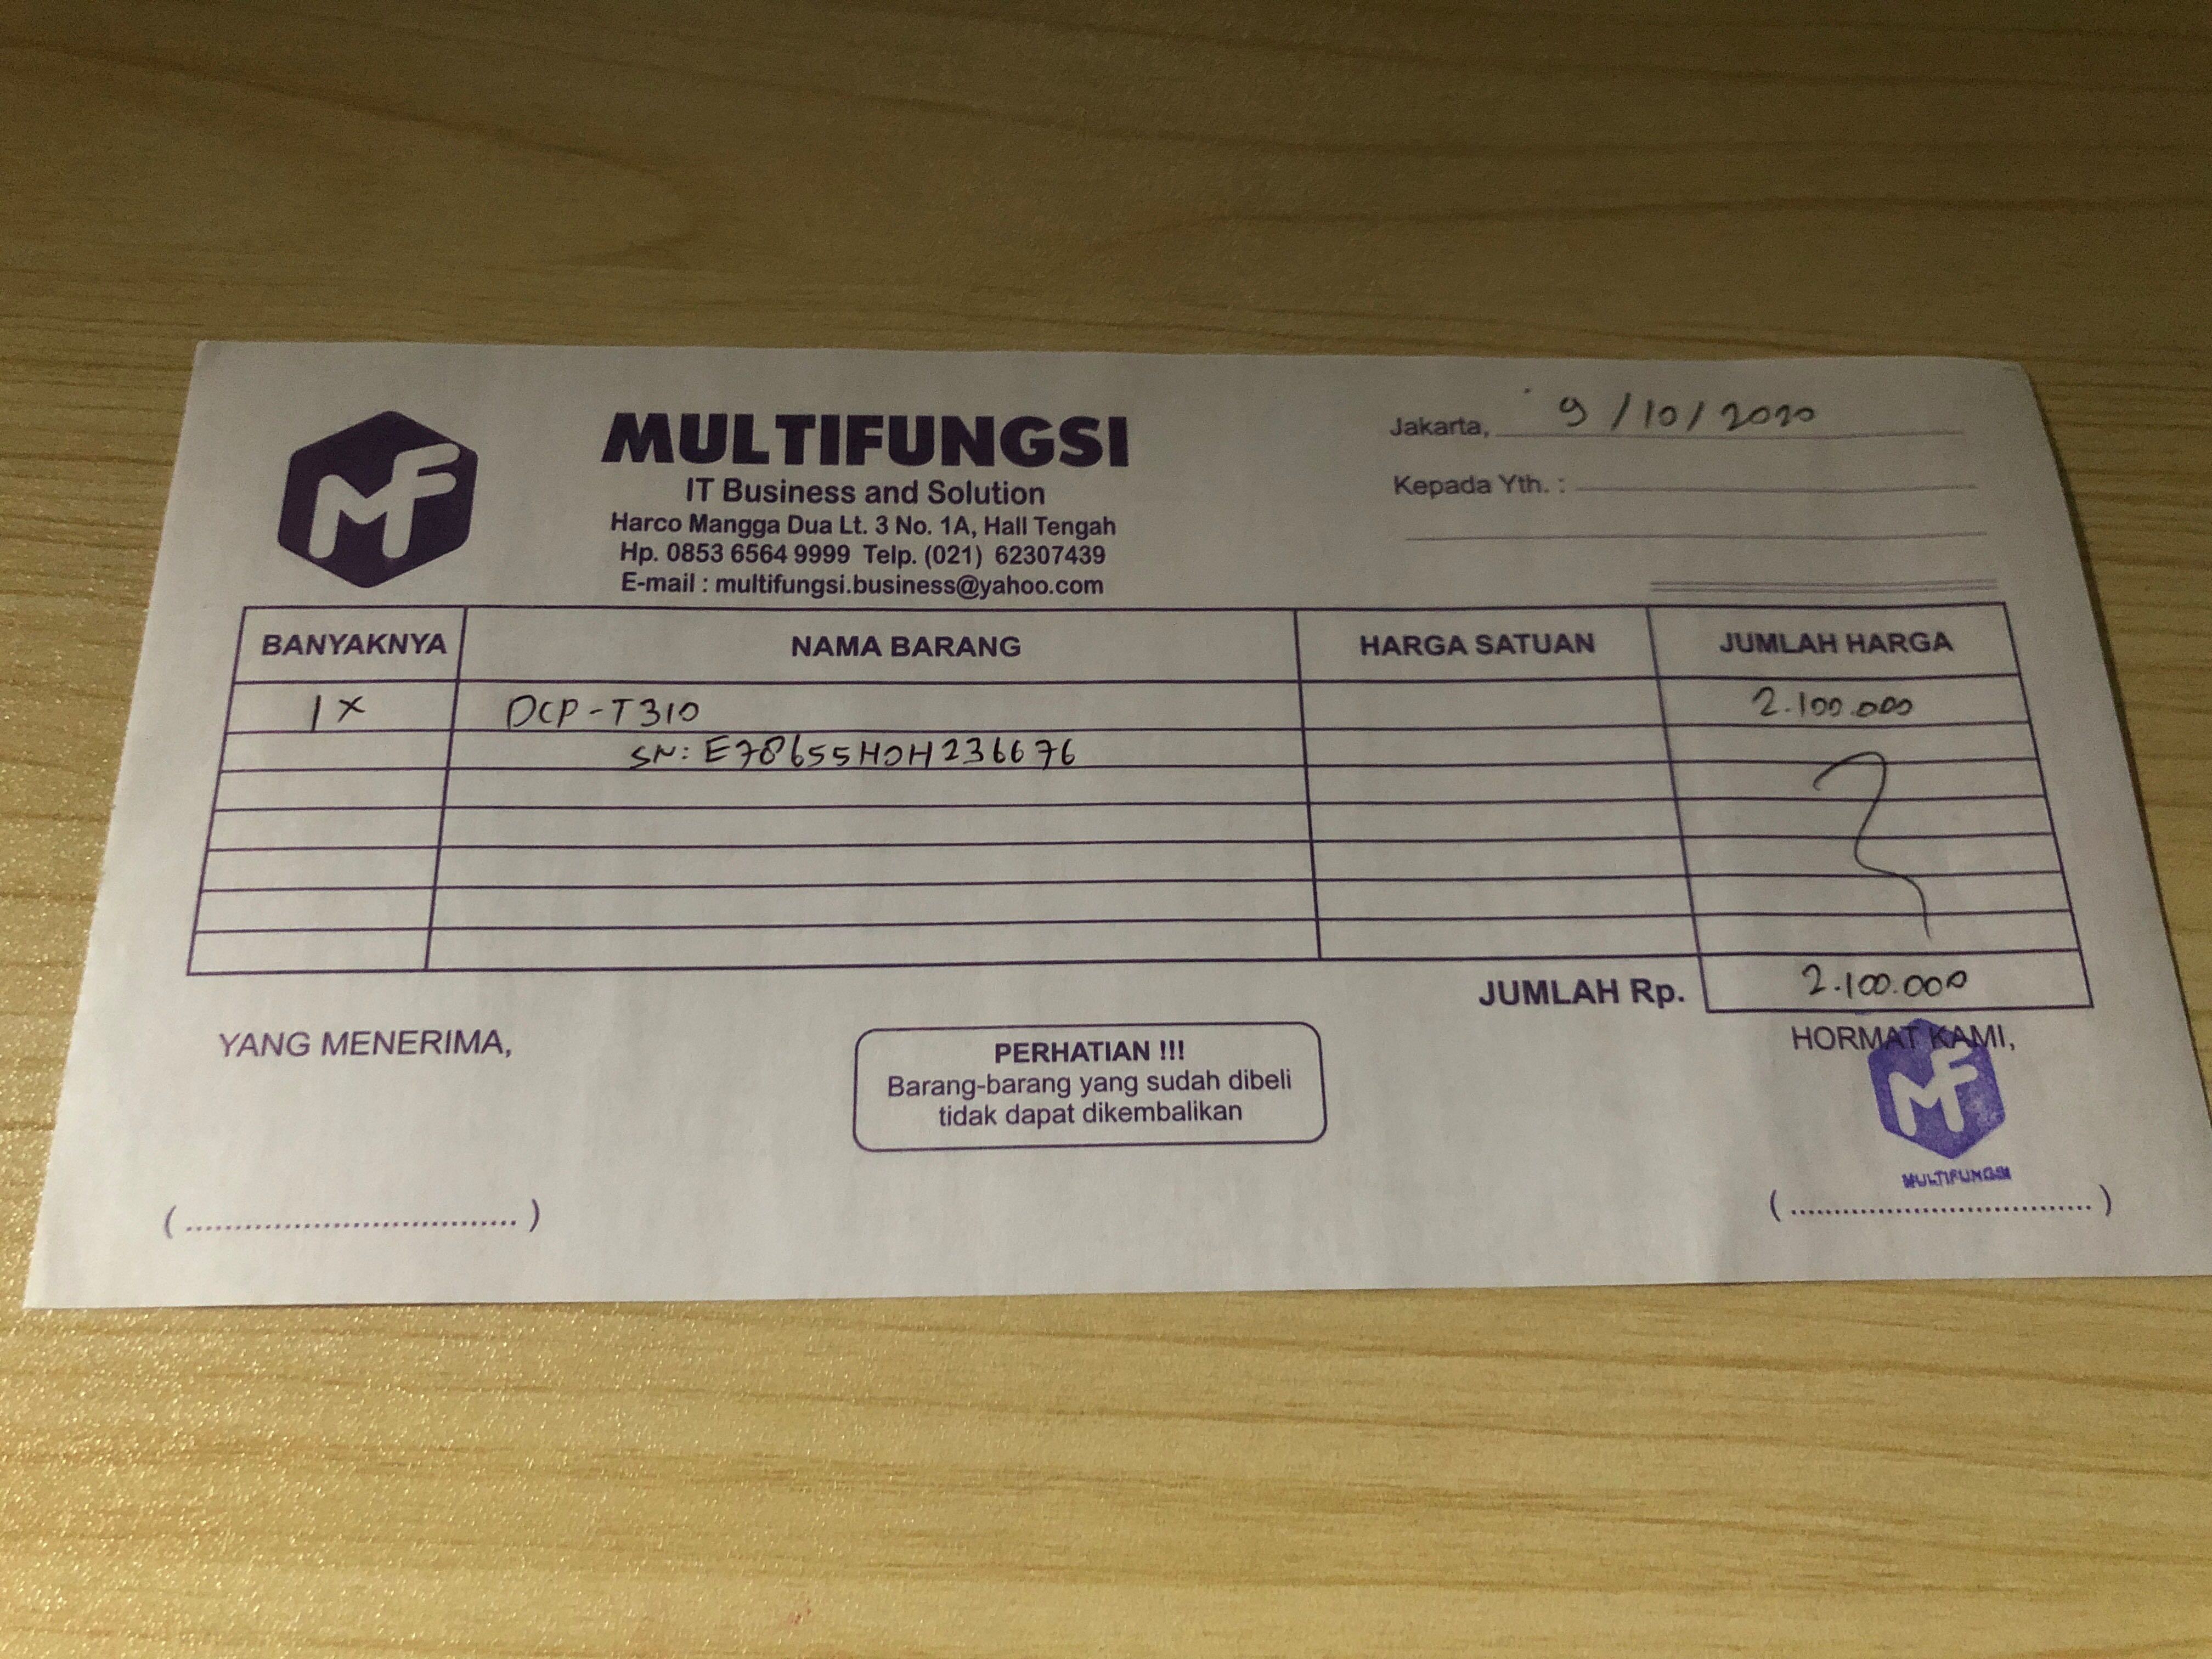 MF
MULTIFUNGSI
IT Business and Solution
Harco Mangga Dua Lt. 3 No. 1A, Hall Tengah
Hp. 0853 6564 9999 Telp. (021) 62307439
E-mail : multifungsi.business@yahoo.com
Jakarta, 9/10/2020
Kepada Yth. :
BANYAKNYA NAMA BARANG HARGA SATUAN JUMLAH HARGA
1x DCP-T310 2.100.000
SN: E78655H0H236676
JUMLAH Rp. 2.100.000
YANG MENERIMA,
PERHATIAN !!!
Barang-barang yang sudah dibeli
tidak dapat dikembalikan
HORMAT KAMI,
MF
MULTIFUNGSI
(..................................) (..................................)